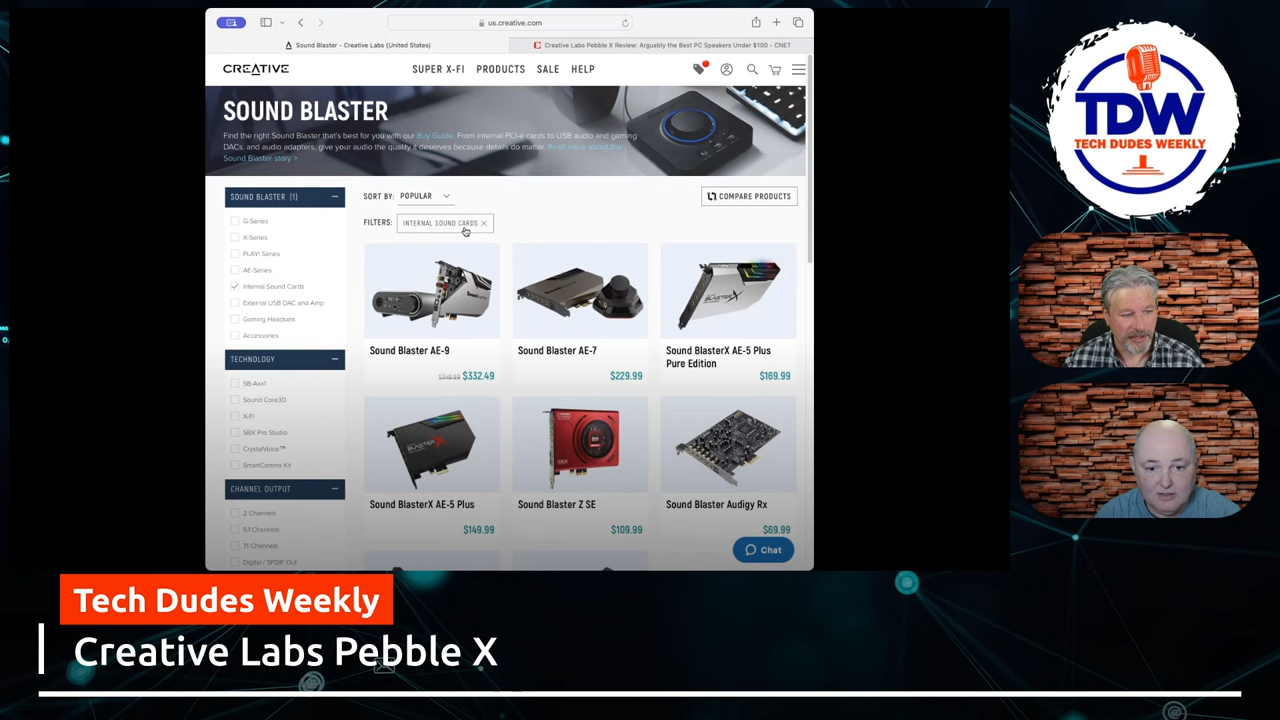 us.creative.com
Sound Blaster - Creative Labs (United States)
Creative Labs Pebble X Review: Arguably the Best PC Speakers Under $100 - CNET
CREATIVE
SUPER X-FI PRODUCTS SALE HELP
SOUND BLASTER
Find the right Sound Blaster that's best for you with our Buy Guide. From internal PCI-e cards to USB audio and gaming
DACs, and audio adapters, give your audio the quality it deserves because details do matter. Read more about the
Sound Blaster story >
SOUND BLASTER (1)
G-Series
X-Series
PLAY! Series
AE-Series
Internal Sound Cards
External USB DAC and Amp
Gaming Headsets
Accessories
TECHNOLOGY
SB-Axx1
Sound Core3D
X-Fi
SBX Pro Studio
CrystalVoice™
SmartComms Kit
CHANNEL OUTPUT
2 Channels
5.1 Channels
7.1 Channels
Digital / SPDIF Out
SORT BY: POPULAR
COMPARE PRODUCTS
FILTERS: INTERNAL SOUND CARDS
Sound Blaster AE-9
$349.99 $332.49
Sound Blaster AE-7
$229.99
Sound BlasterX AE-5 Plus
Pure Edition
$169.99
Sound BlasterX AE-5 Plus
$149.99
Sound Blaster Z SE
$109.99
Sound Blaster Audigy Rx
$69.99
Chat
TDW
TECH DUDES WEEKLY
Tech Dudes Weekly
Creative Labs Pebble X